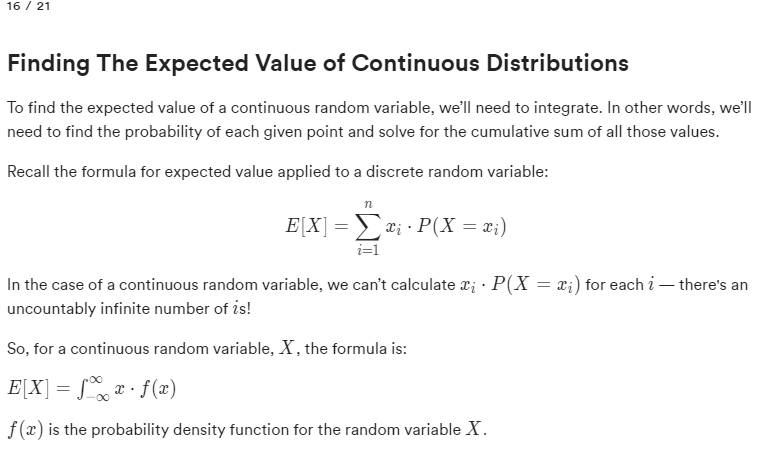 16 / 21
Finding The Expected Value of Continuous Distributions
To find the expected value of a continuous random variable, we'll need to integrate. In other words, we'll
need to find the probability of each given point and solve for the cumulative sum of all those values.
Recall the formula for expected value applied to a discrete random variable:
E[X] = ∑_{i=1}^{n} x_i · P(X = x_i)
In the case of a continuous random variable, we can't calculate x_i · P(X = x_i) for each i — there's an
uncountably infinite number of is!
So, for a continuous random variable, X, the formula is:
E[X] = ∫_{-∞}^{∞} x · f(x)
f(x) is the probability density function for the random variable X.